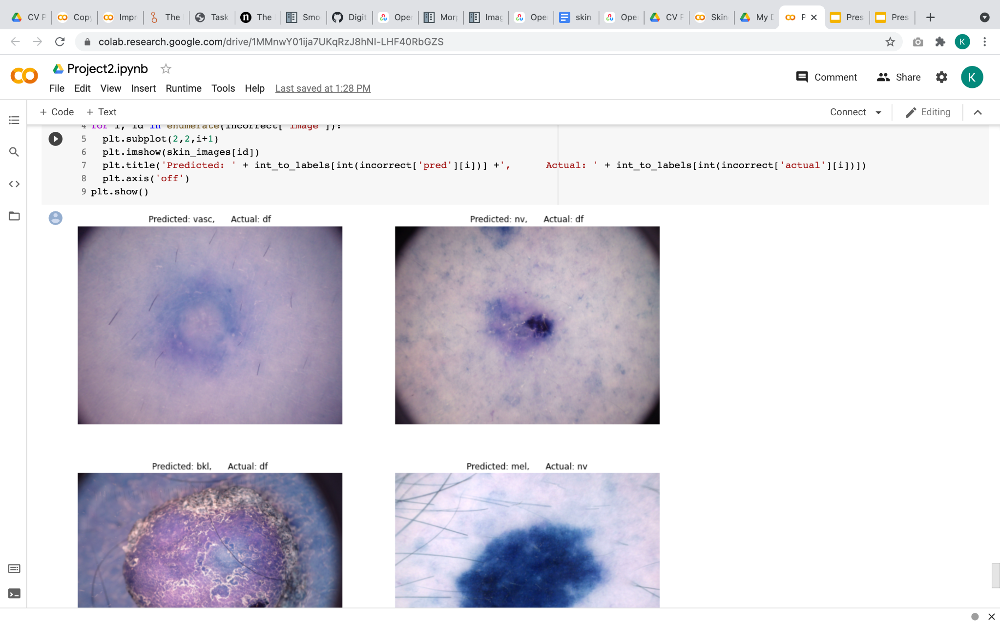 CV P Copy Impr The Task The Smo Digit Ope Mor Imag Ope skin Ope CV P Skin My D P Pres Pres
colab.research.google.com/drive/1MMnwY01ija7UKqRzJ8hNI-LHF40RbGZS K
Project2.ipynb
Comment Share K
File Edit View Insert Runtime Tools Help Last saved at 1:28 PM
+ Code + Text Connect Editing
4 for i, id in enumerate(incorrect['image']):
5 plt.subplot(2,2,i+1)
6 plt.imshow(skin_images[id])
7 plt.title('Predicted: ' + int_to_labels[int(incorrect['pred'][i])] +',      Actual: ' + int_to_labels[int(incorrect['actual'][i])])
8 plt.axis('off')
9 plt.show()
Predicted: vasc, Actual: df
Predicted: nv, Actual: df
Predicted: bkl, Actual: df
Predicted: mel, Actual: nv